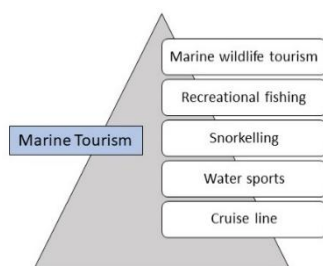 Marine wildlife tourism
Recreational fishing
Marine Tourism
Snorkelling
Water sports
Cruise line